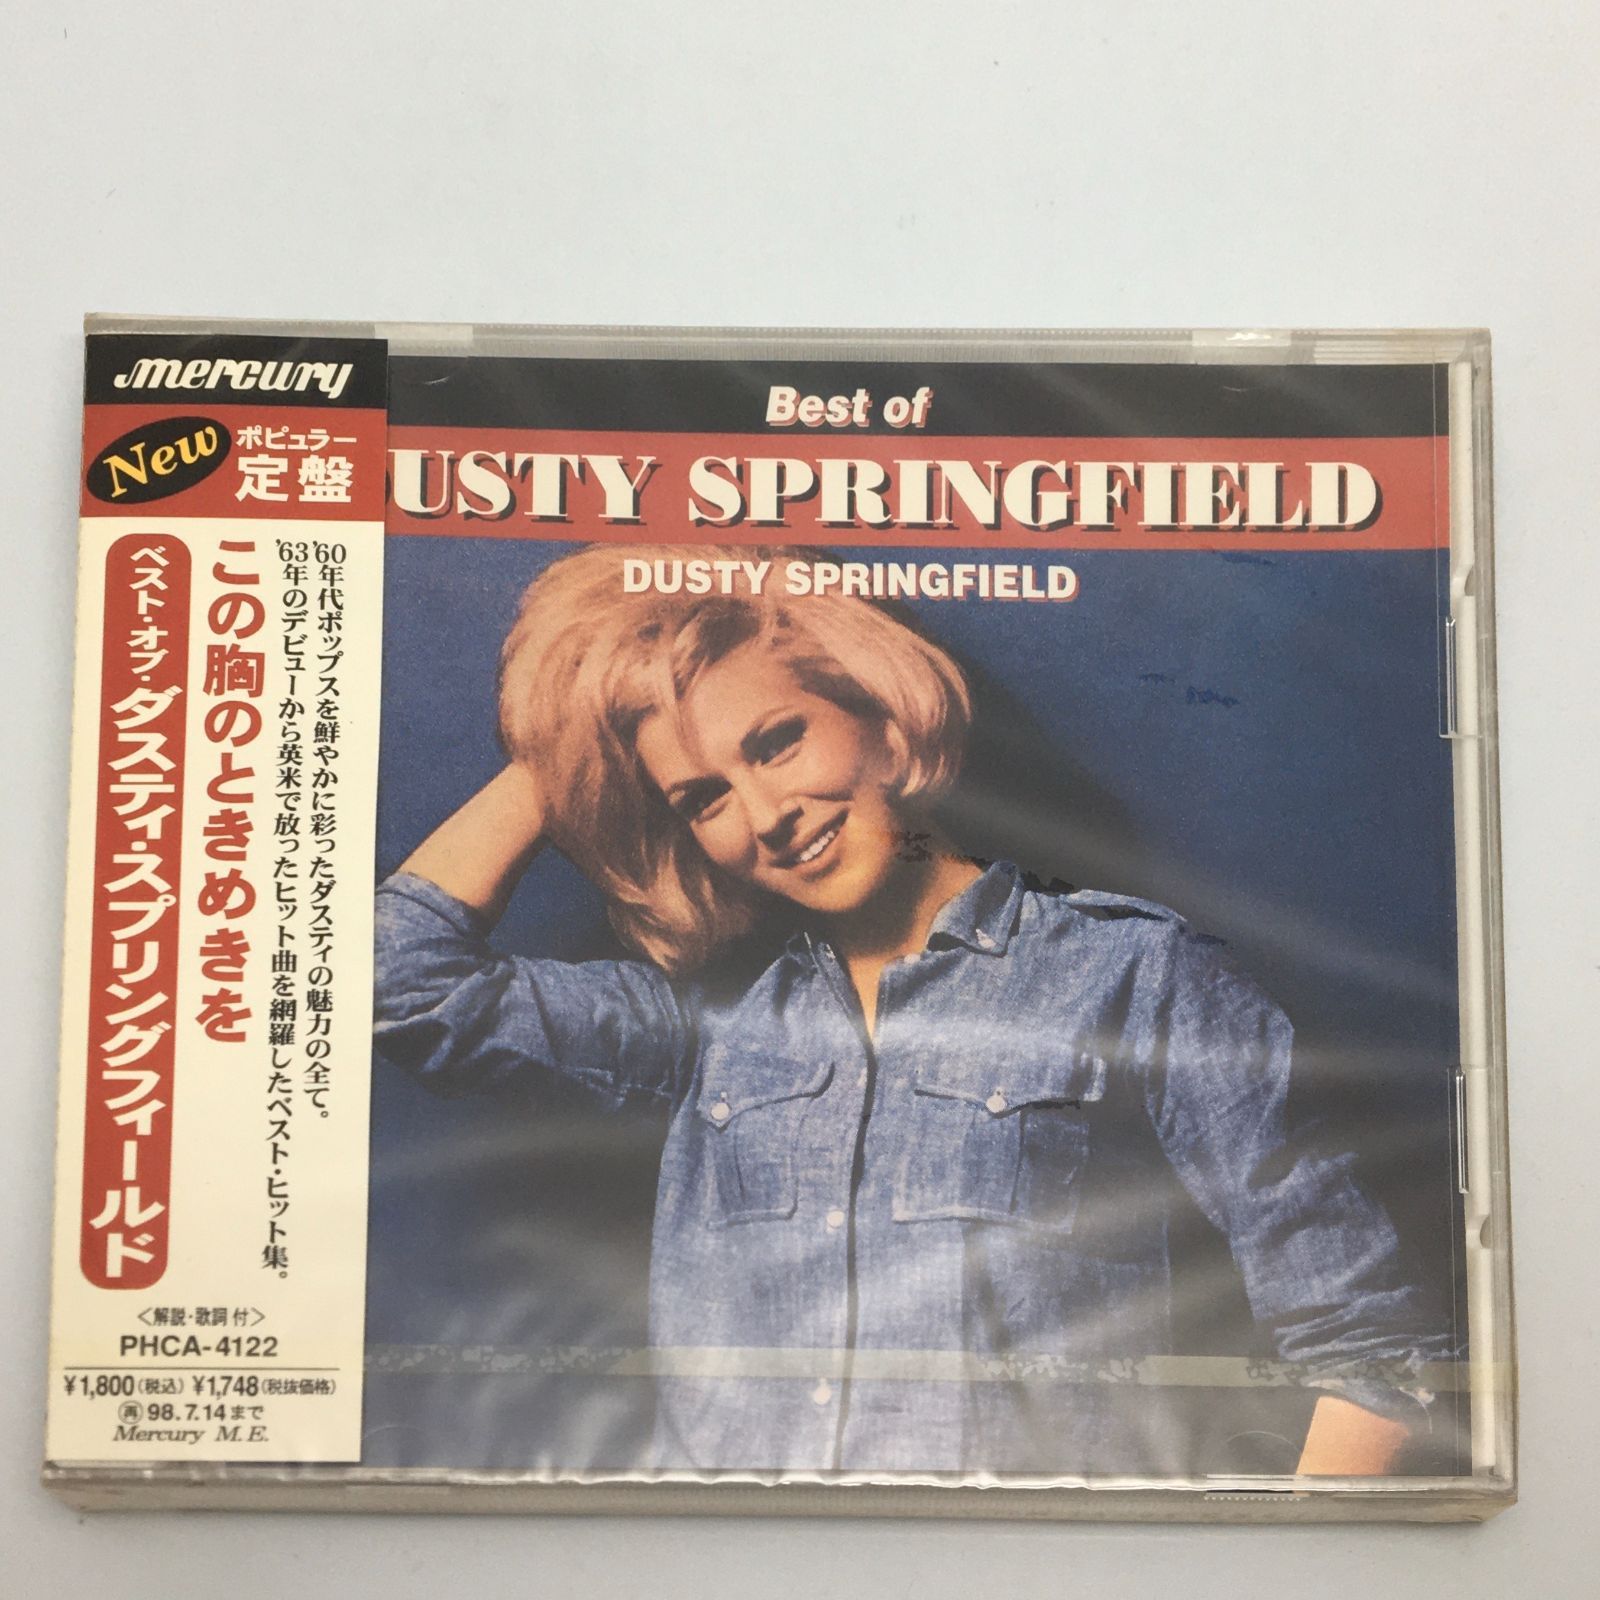 mercury
New
ポピュラー
定盤
'60年代ポップスを鮮やかに彩ったダスティの魅力の全て。
'63年のデビューから英米で放ったヒット曲を網羅したベスト・ヒット集。
この胸のときめきを
ベスト・オブ・ダスティ・スプリングフィールド
〈解説・歌詞付〉
PHCA-4122
¥1,800(税込) ¥1,748(税抜価格)
再 98.7.14まで
Mercury M.E.
Best of
DUSTY SPRINGFIELD
DUSTY SPRINGFIELD